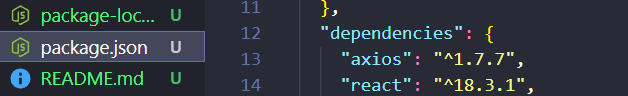 package-loc... U
package.json U
README.md U
11 },
12 "dependencies": {
13 "axios": "^1.7.7",
14 "react": "^18.3.1",